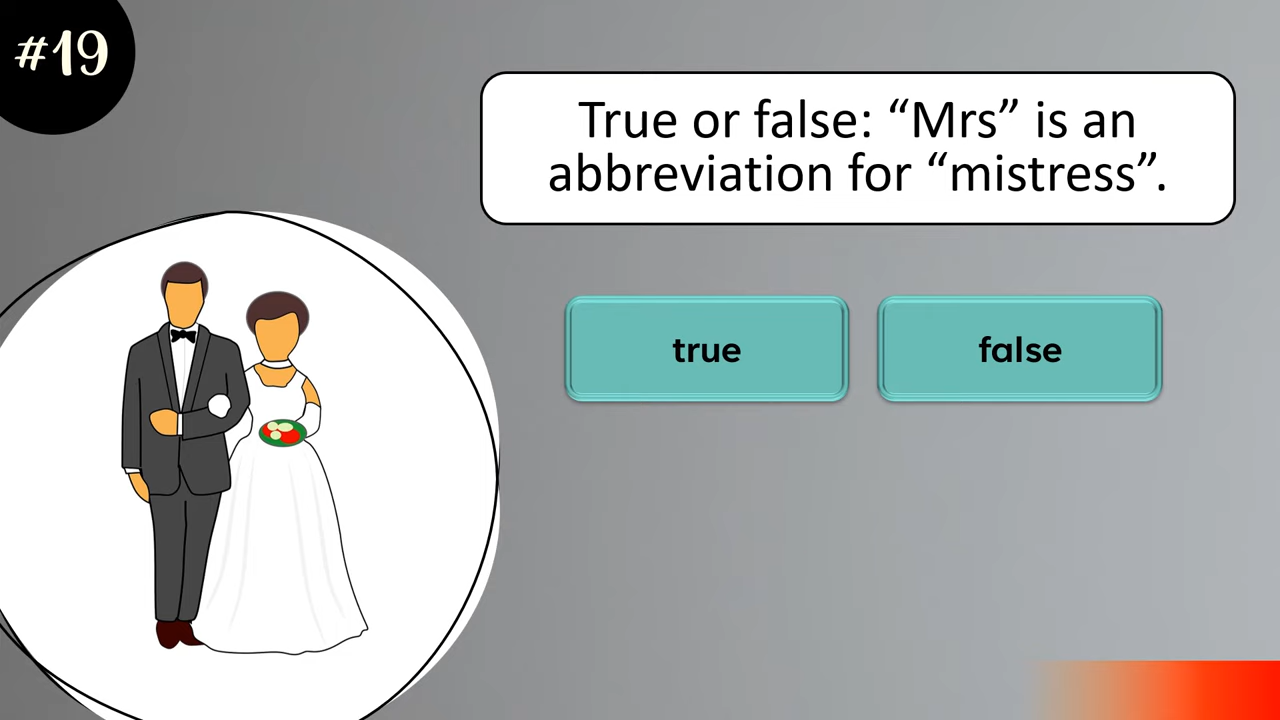 #19
True or false: “Mrs” is an
abbreviation for “mistress”.
true
false